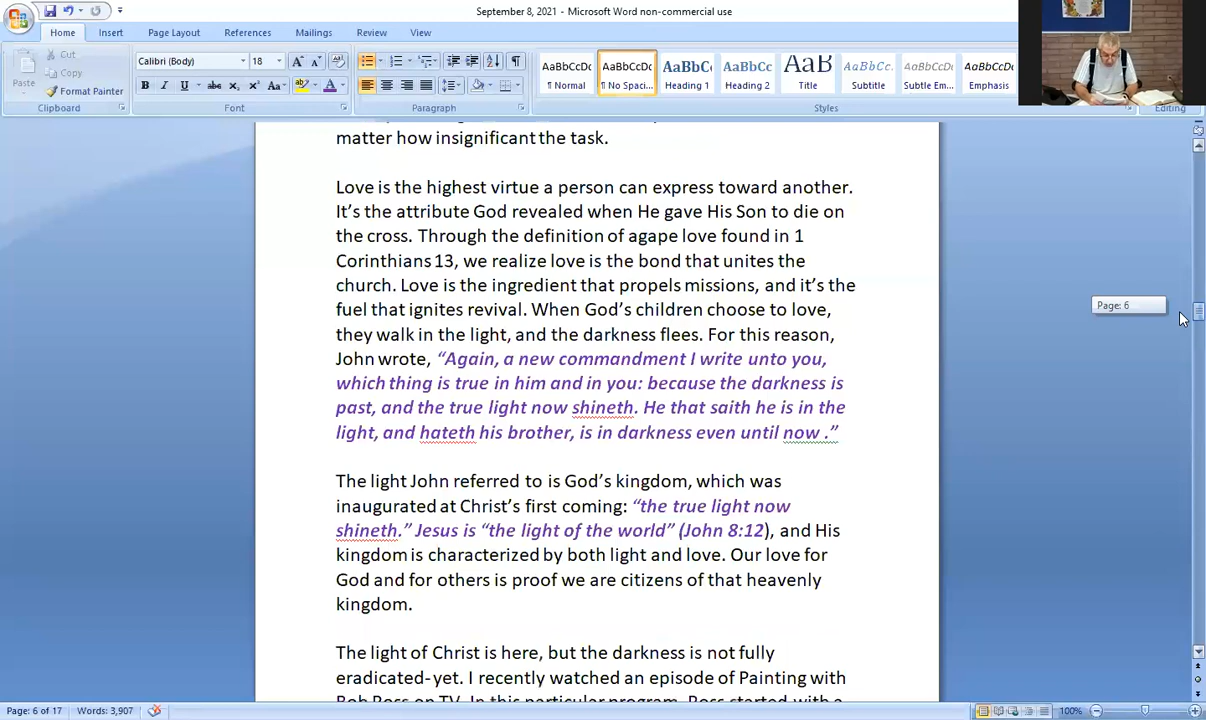 September 8, 2021 - Microsoft Word non-commercial use
Home Insert Page Layout References Mailings Review View
Cut
Copy
Paste
Format Painter
Calibri (Body) 18
AaBbCcDc AaBbCcDc AaBbC AaBbCc AaB AaBbCcL AaBbCcDc AaBbCcDc
¶ Normal ¶ No Spaci... Heading 1 Heading 2 Title Subtitle Subtle Em... Emphasis
Clipboard Font Paragraph Styles Editing
matter how insignificant the task.
Love is the highest virtue a person can express toward another.
It’s the attribute God revealed when He gave His Son to die on
the cross. Through the definition of agape love found in 1
Corinthians 13, we realize love is the bond that unites the
church. Love is the ingredient that propels missions, and it’s the
fuel that ignites revival. When God’s children choose to love,
they walk in the light, and the darkness flees. For this reason,
John wrote, “Again, a new commandment I write unto you,
which thing is true in him and in you: because the darkness is
past, and the true light now shineth. He that saith he is in the
light, and hateth his brother, is in darkness even until now .”
The light John referred to is God’s kingdom, which was
inaugurated at Christ’s first coming: “the true light now
shineth.” Jesus is “the light of the world” (John 8:12), and His
kingdom is characterized by both light and love. Our love for
God and for others is proof we are citizens of that heavenly
kingdom.
The light of Christ is here, but the darkness is not fully
eradicated-yet. I recently watched an episode of Painting with
Bob Ross on TV. In this particular program, Ross started with a
Page: 6
Page: 6 of 17 Words: 3,907 100%